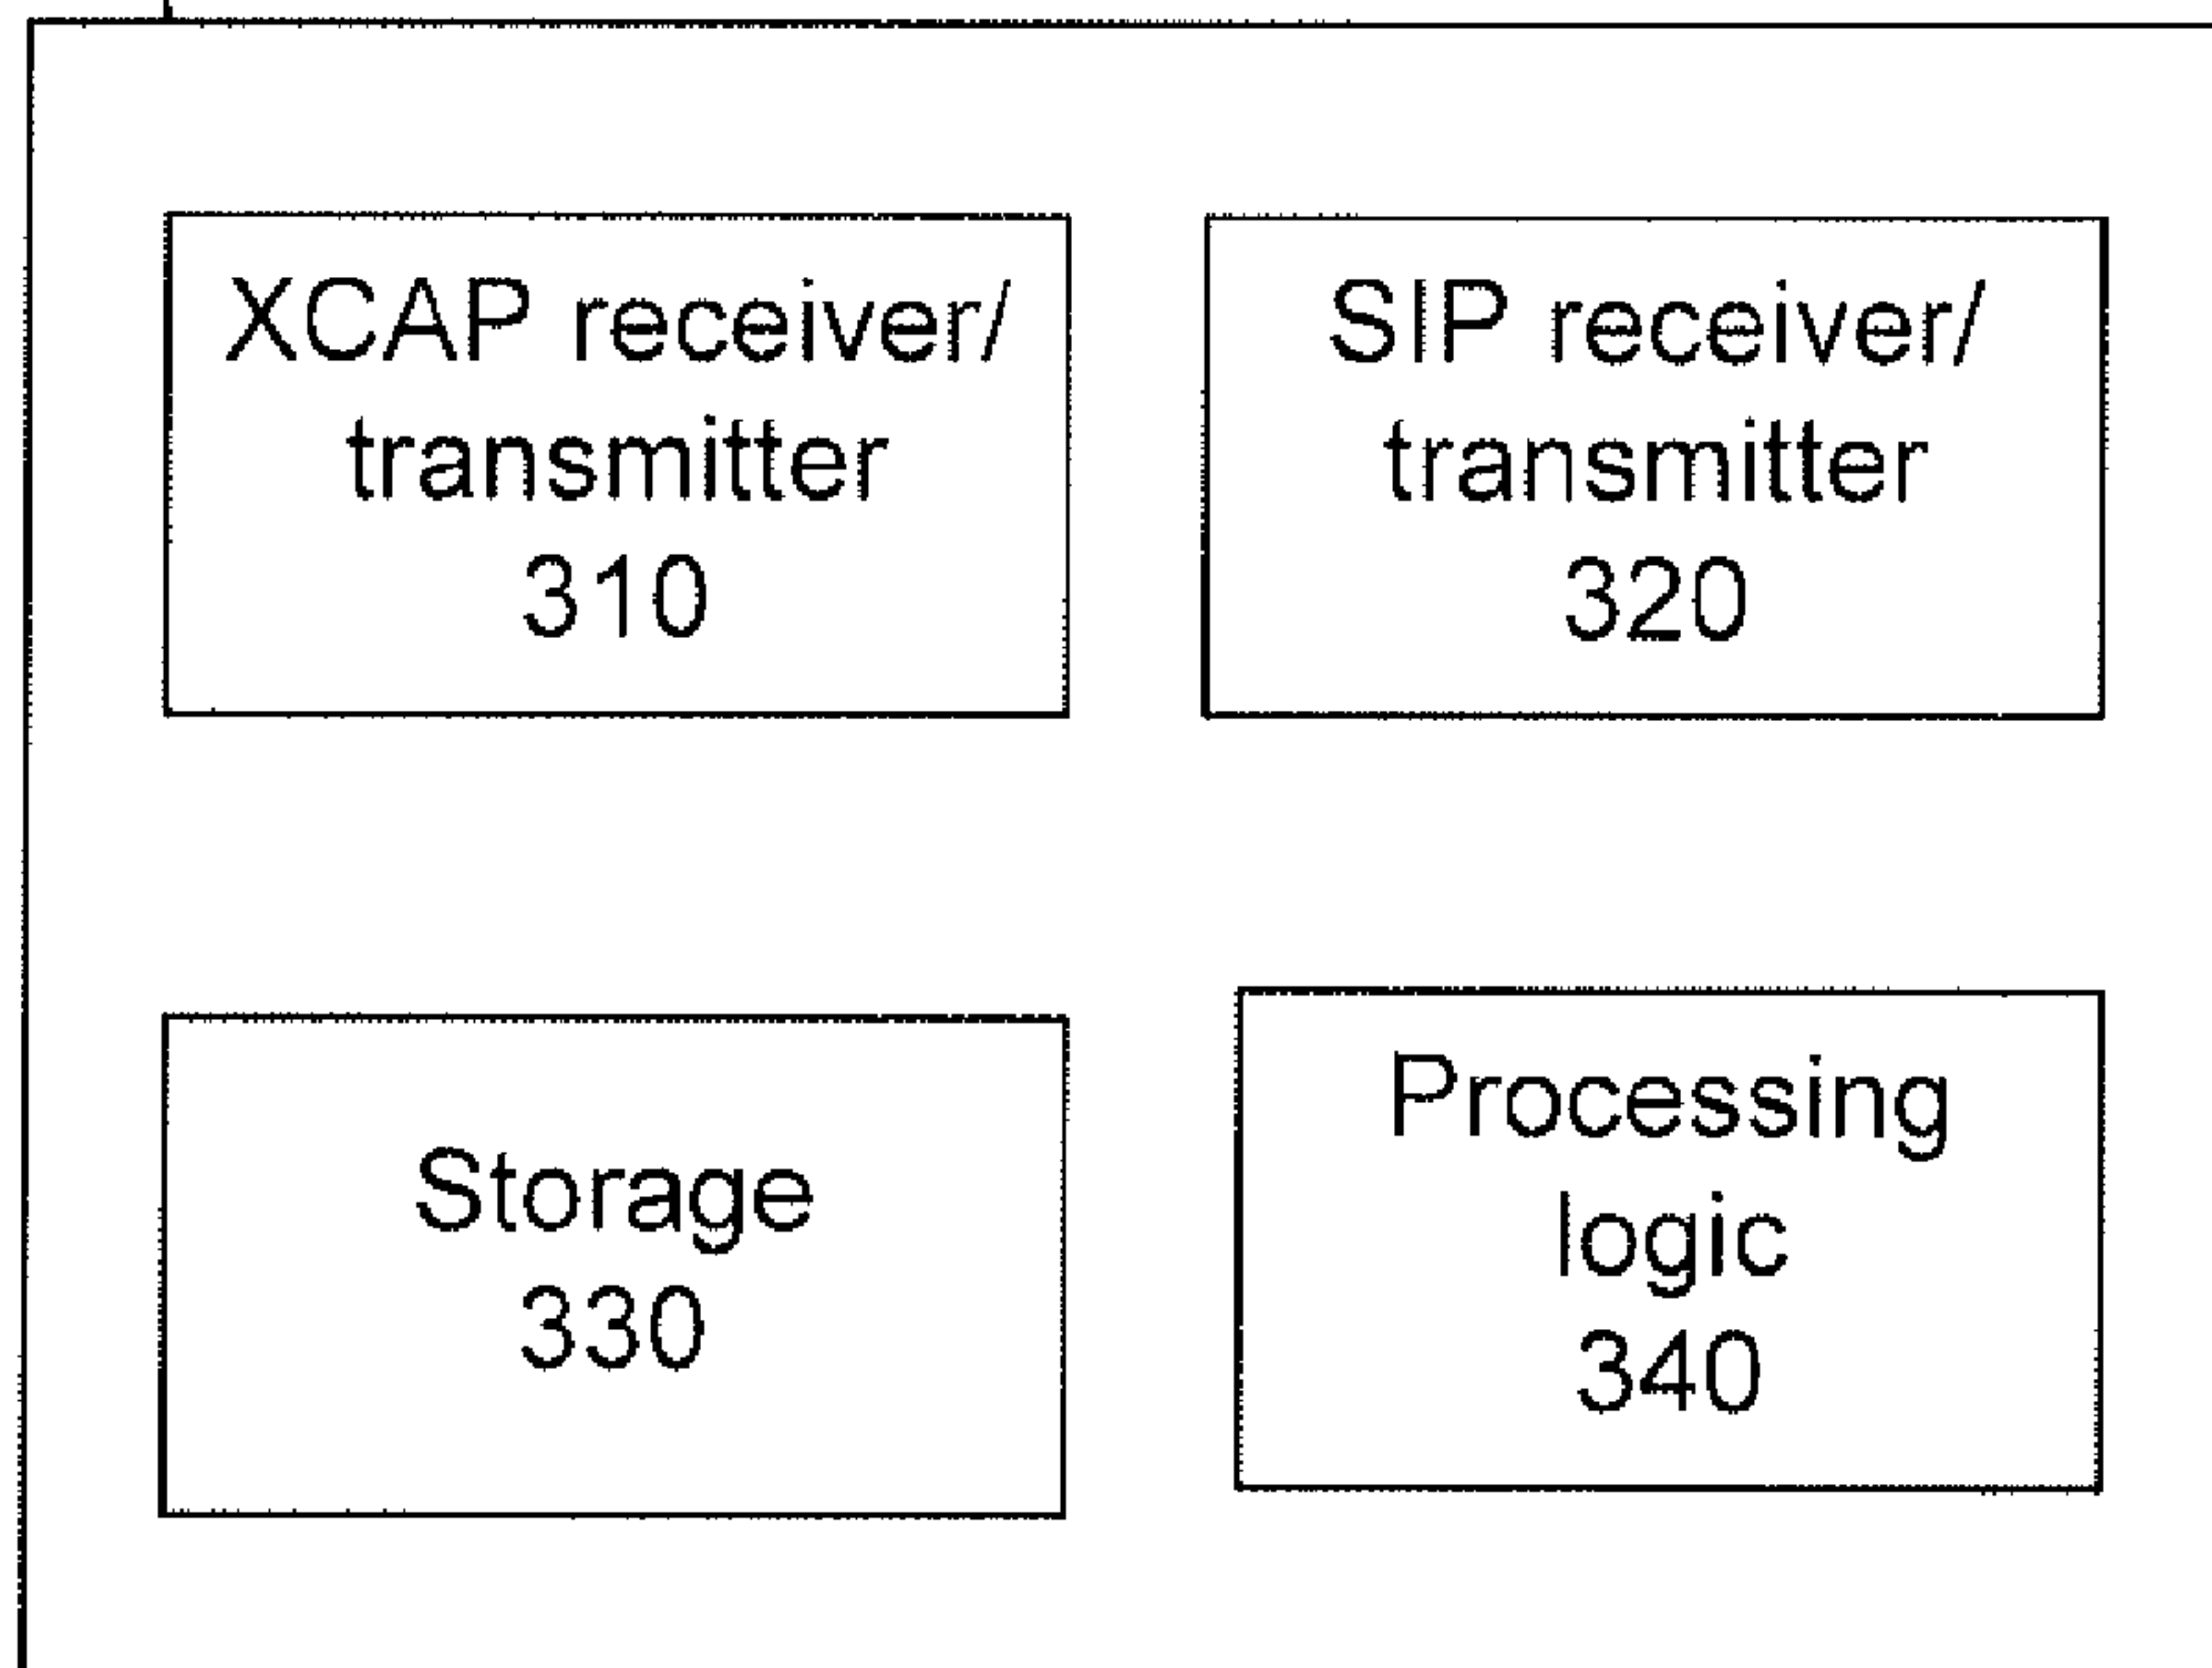 XCAP receiver/
transmitter
310
SIP receiver/
transmitter
320
Storage
330
Processing
logic
340